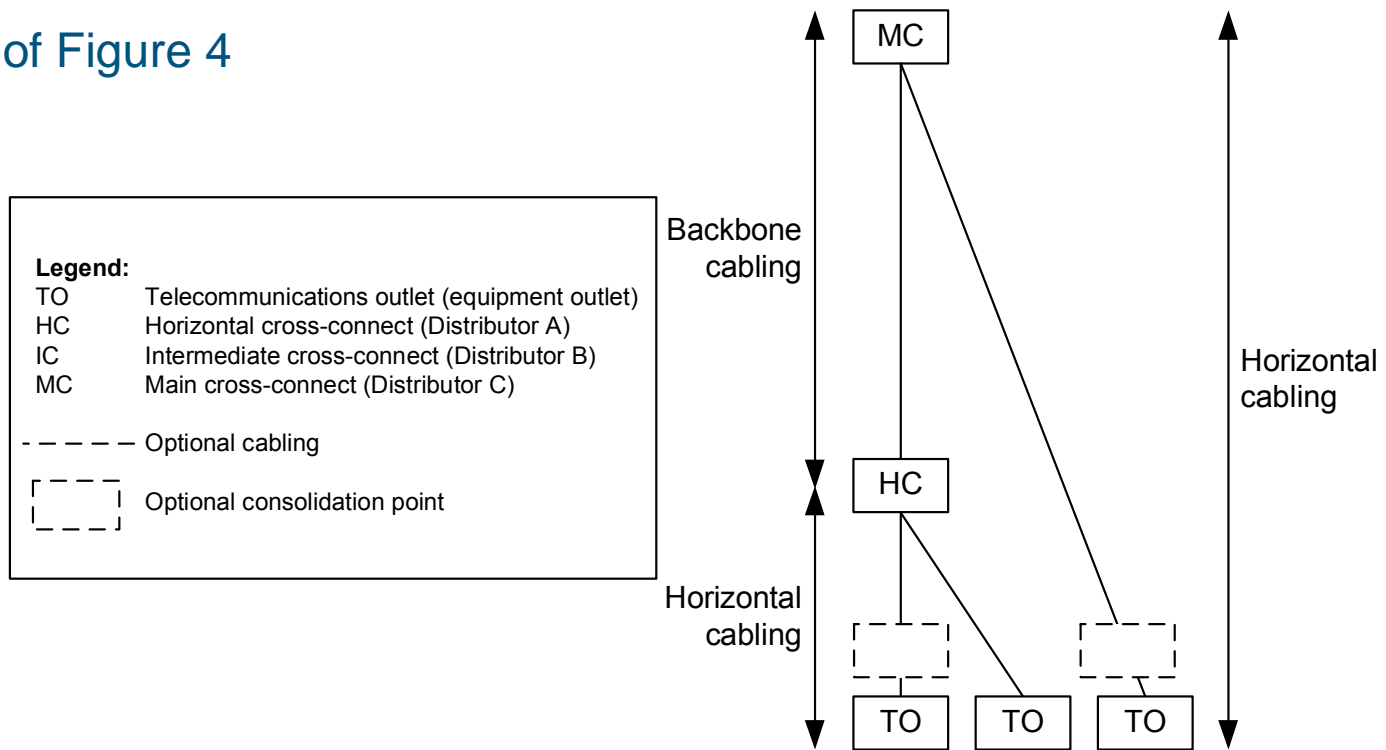 of Figure 4
Legend:
TO Telecommunications outlet (equipment outlet)
HC Horizontal cross-connect (Distributor A)
IC Intermediate cross-connect (Distributor B)
MC Main cross-connect (Distributor C)
Optional cabling
Optional consolidation point
MC
Backbone
cabling
Horizontal
cabling
HC
Horizontal
cabling
TO
TO
TO